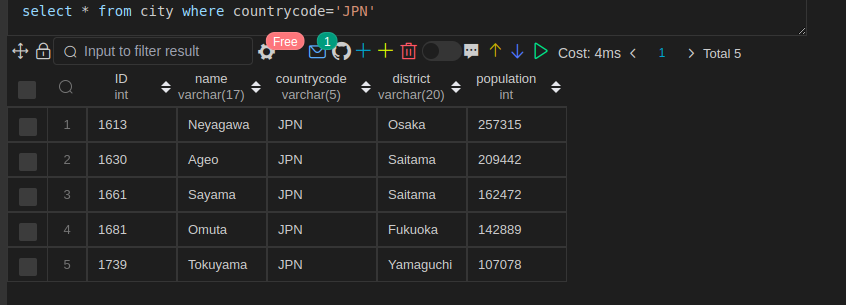 select * from city where countrycode='JPN'
Input to filter result Free 1 Cost: 4ms 1 Total 5
ID name countrycode district population
int varchar(17) varchar(5) varchar(20) int
1 1613 Neyagawa JPN Osaka 257315
2 1630 Ageo JPN Saitama 209442
3 1661 Sayama JPN Saitama 162472
4 1681 Omuta JPN Fukuoka 142889
5 1739 Tokuyama JPN Yamaguchi 107078